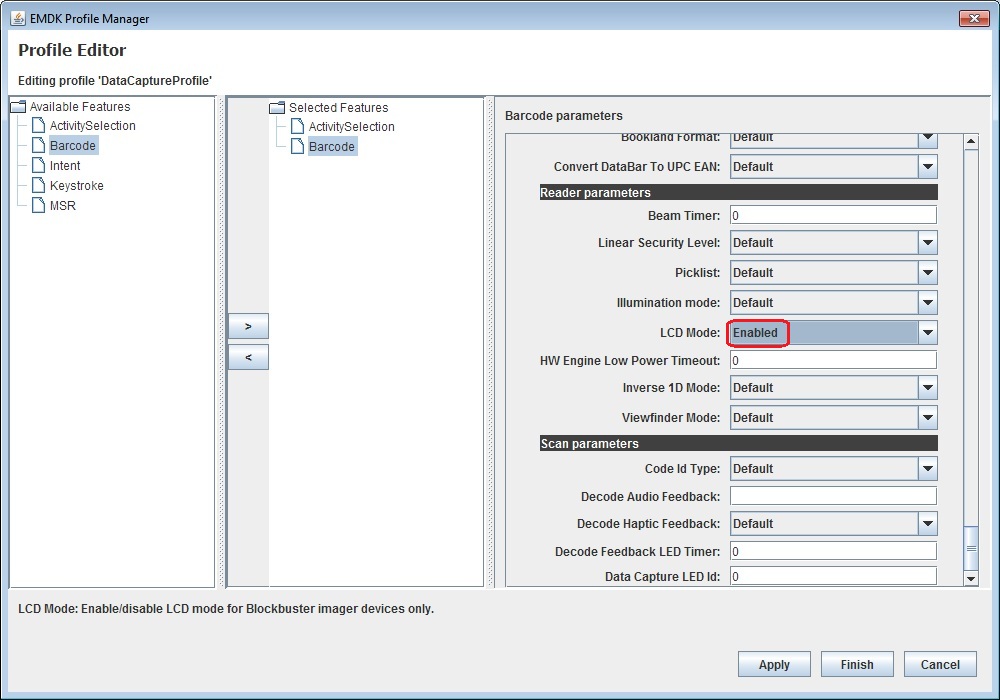 EMDK Profile Manager
Profile Editor
Editing profile 'DataCaptureProfile'
Available Features
ActivitySelection
Barcode
Intent
Keystroke
MSR
>
<
Selected Features
ActivitySelection
Barcode
Barcode parameters
Bookland Format: Default
Convert DataBar To UPC EAN: Default
Reader parameters
Beam Timer: 0
Linear Security Level: Default
Picklist: Default
Illumination mode: Default
LCD Mode: Enabled
HW Engine Low Power Timeout: 0
Inverse 1D Mode: Default
Viewfinder Mode: Default
Scan parameters
Code Id Type: Default
Decode Audio Feedback:
Decode Haptic Feedback: Default
Decode Feedback LED Timer: 0
Data Capture LED Id: 0
LCD Mode: Enable/disable LCD mode for Blockbuster imager devices only.
Apply Finish Cancel